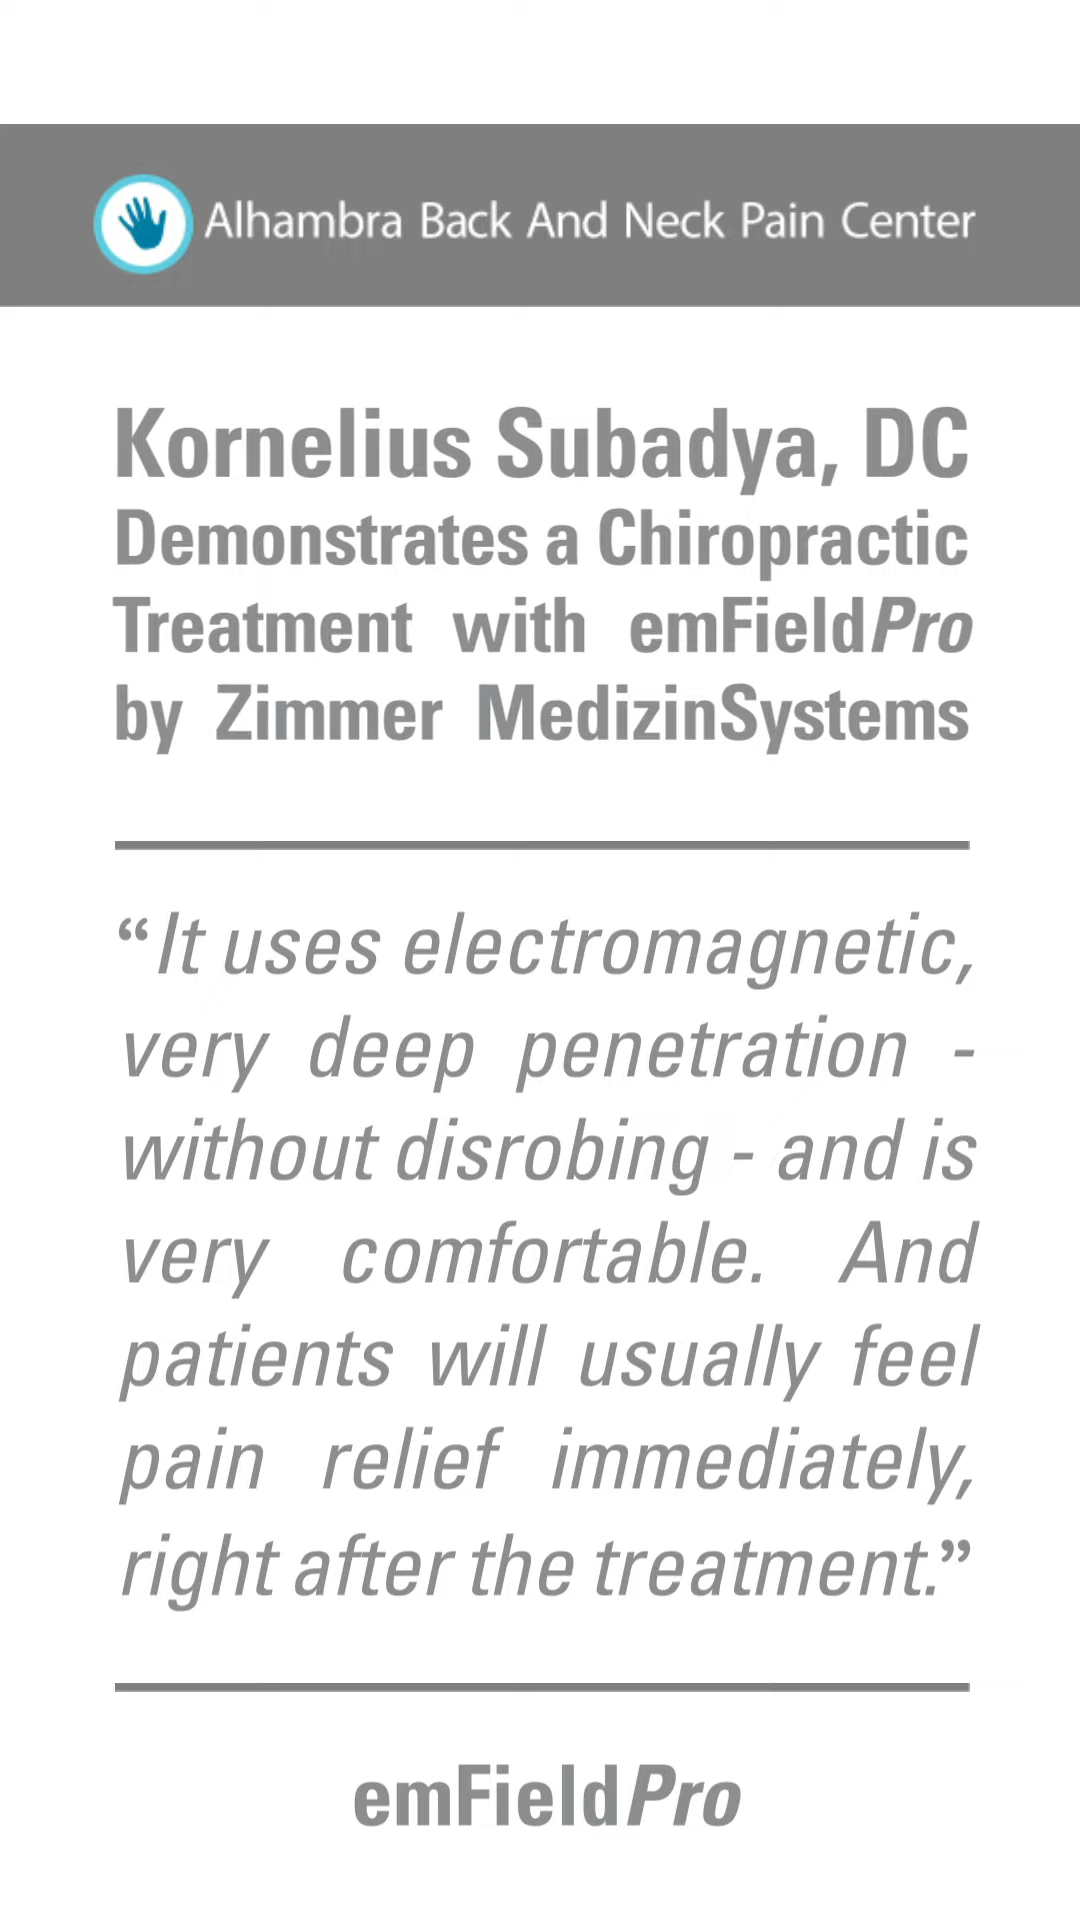 Alhambra Back And Neck Pain Center
Kornelius Subadya, DC
Demonstrates a Chiropractic
Treatment with emFieldPro
by Zimmer MedizinSystems
“It uses electromagnetic,
very deep penetration -
without disrobing - and is
very comfortable. And
patients will usually feel
pain relief immediately,
right after the treatment.”
emFieldPro